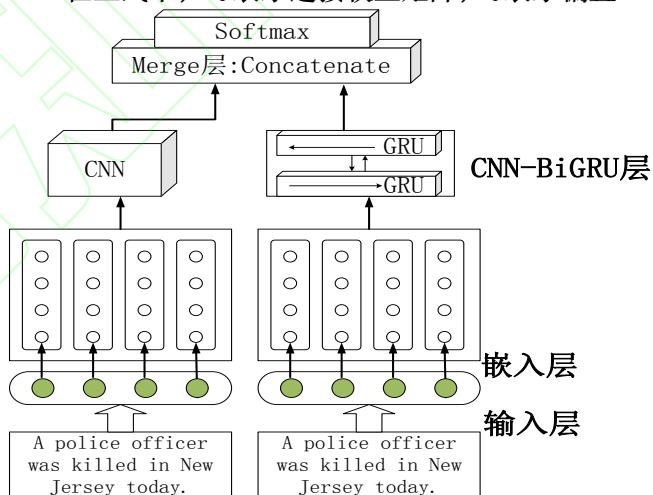 Softmax
Merge层:Concatenate
CNN
GRU
GRU
CNN-BiGRU层
嵌入层
输入层
A police officer
was killed in New
Jersey today.
A police officer
was killed in New
Jersey today.